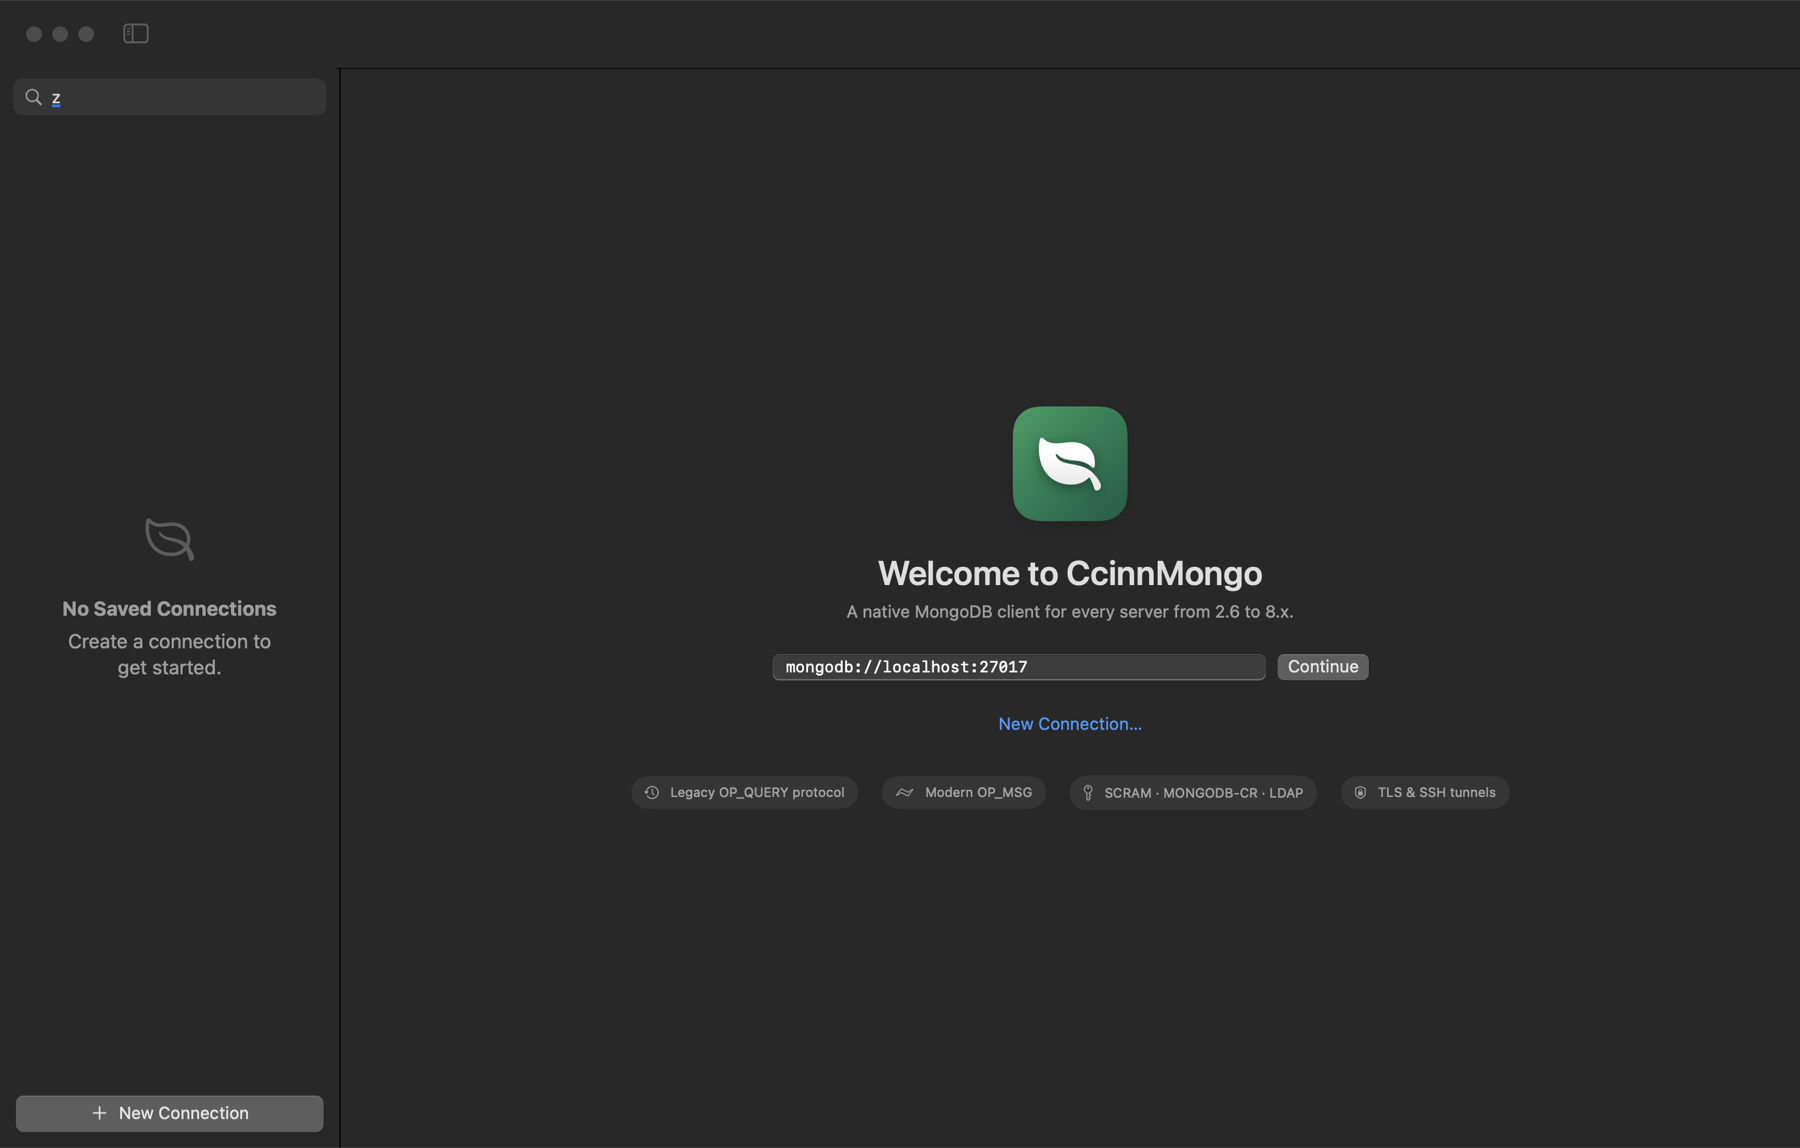 z
No Saved Connections
Create a connection to
get started.
New Connection
Welcome to CcinnMongo
A native MongoDB client for every server from 2.6 to 8.x.
mongodb://localhost:27017
Continue
New Connection...
Legacy OP_QUERY protocol
Modern OP_MSG
SCRAM · MONGODB-CR · LDAP
TLS & SSH tunnels